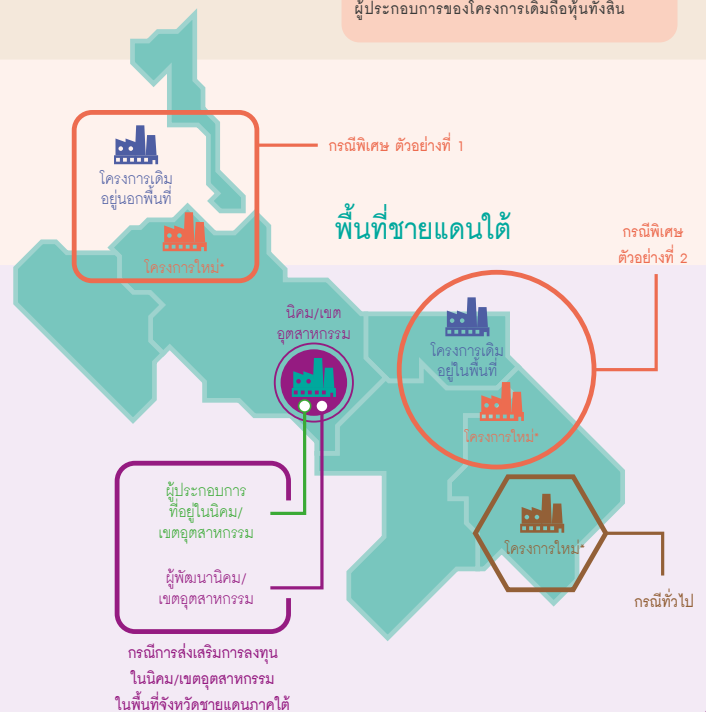 ผู้ประกอบการของโครงการเดิมถือหุ้นทั้งสิ้น
กรณีพิเศษ ตัวอย่างที่ 1
โครงการเดิม
อยู่นอกพื้นที่
โครงการใหม่*
พื้นที่ชายแดนใต้
กรณีพิเศษ
ตัวอย่างที่ 2
นิคม/เขต
อุตสาหกรรม
โครงการเดิม
อยู่ในพื้นที่
โครงการใหม่*
ผู้ประกอบการ
ที่อยู่ในนิคม/
เขตอุตสาหกรรม
ผู้พัฒนานิคม/
เขตอุตสาหกรรม
โครงการใหม่*
กรณีทั่วไป
กรณีการส่งเสริมการลงทุน
ในนิคม/เขตอุตสาหกรรม
ในพื้นที่จังหวัดชายแดนภาคใต้